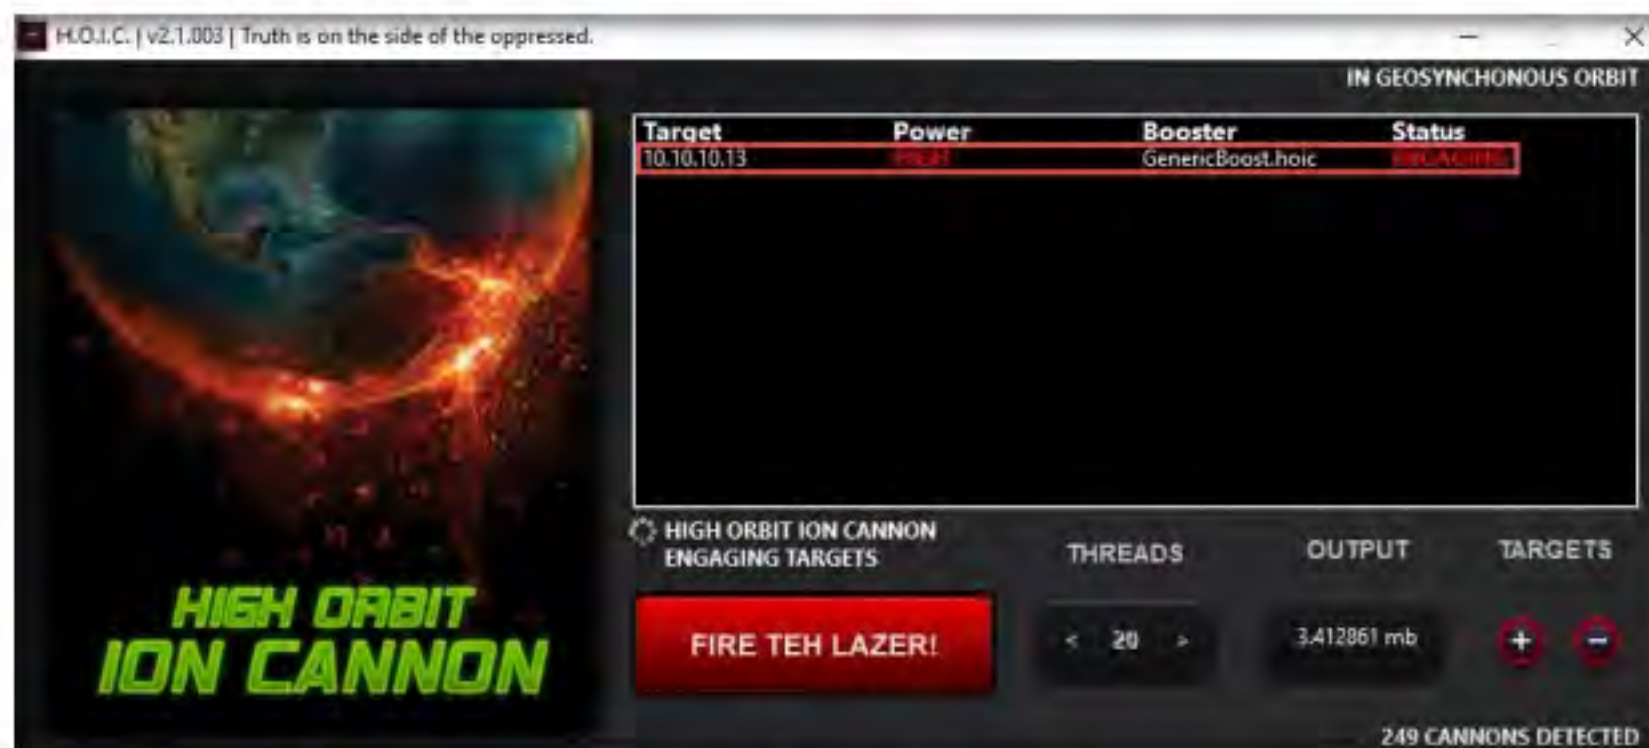 H.O.I.C. | v2.1.003 | Truth is on the side of the oppressed.
IN GEOSYNCHONOUS ORBIT
Target Power Booster Status
10.10.10.13 HIGH GenericBoost.hoic
HIGH ORBIT ION CANNON
ENGAGING TARGETS
THREADS OUTPUT TARGETS
FIRE TEH LAZER! < 20 > 3.412861 mb + −
HIGH ORBIT
ION CANNON
249 CANNONS DETECTED